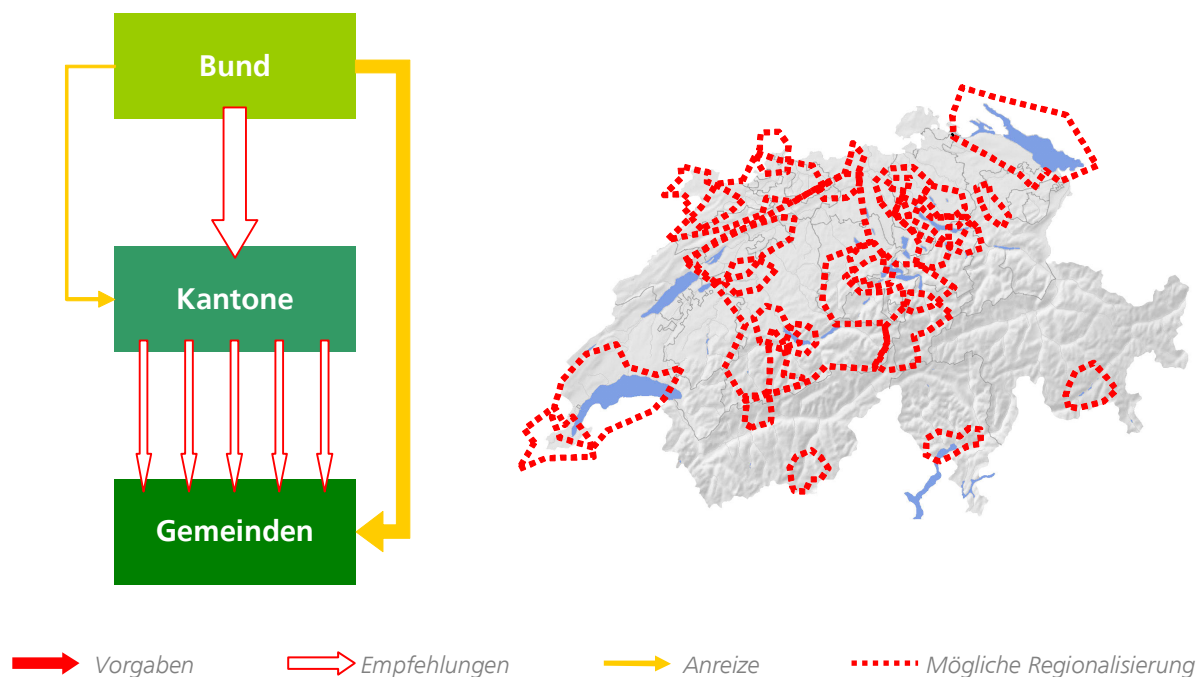 Bund
Kantone
Gemeinden
Vorgaben
Empfehlungen
Anreize
Mögliche Regionalisierung